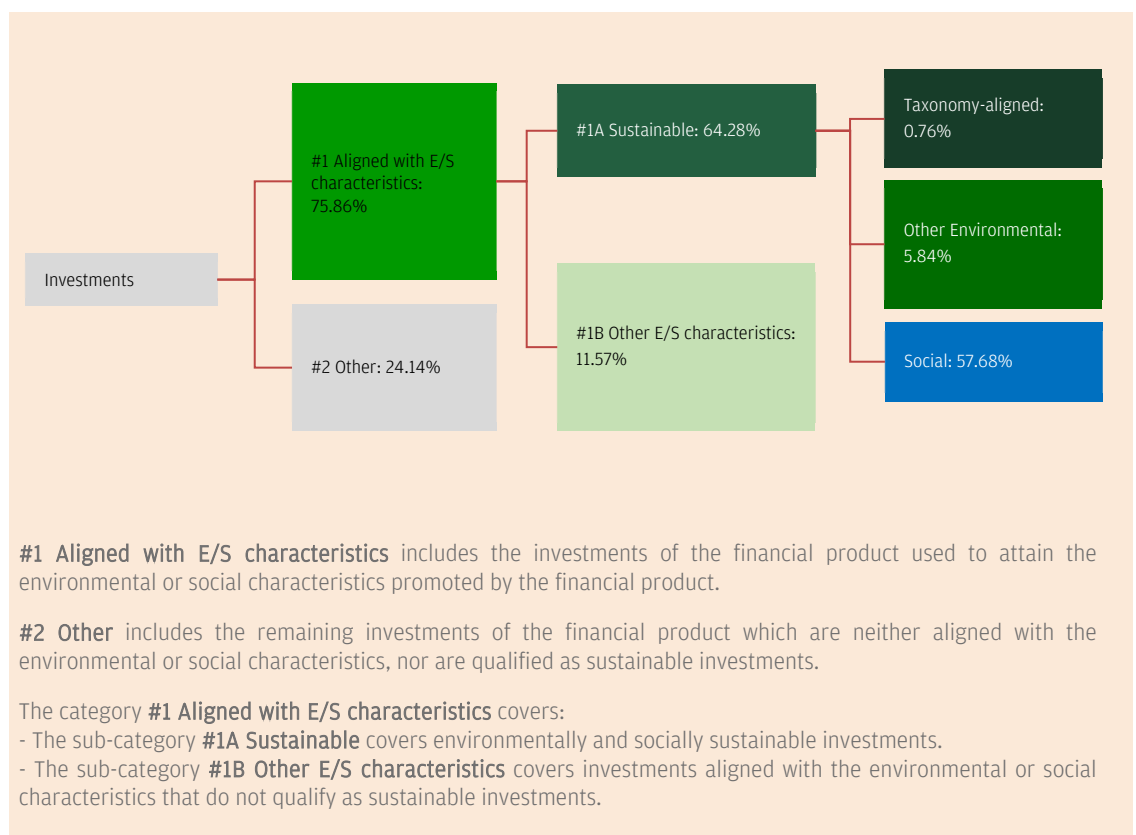 Investments
#1 Aligned with E/S
characteristics:
75.86%
#2 Other: 24.14%
#1A Sustainable: 64.28%
#1B Other E/S characteristics:
11.57%
Taxonomy-aligned:
0.76%
Other Environmental:
5.84%
Social: 57.68%
#1 Aligned with E/S characteristics includes the investments of the financial product used to attain the
environmental or social characteristics promoted by the financial product.
#2 Other includes the remaining investments of the financial product which are neither aligned with the
environmental or social characteristics, nor are qualified as sustainable investments.
The category #1 Aligned with E/S characteristics covers:
- The sub-category #1A Sustainable covers environmentally and socially sustainable investments.
- The sub-category #1B Other E/S characteristics covers investments aligned with the environmental or social
characteristics that do not qualify as sustainable investments.